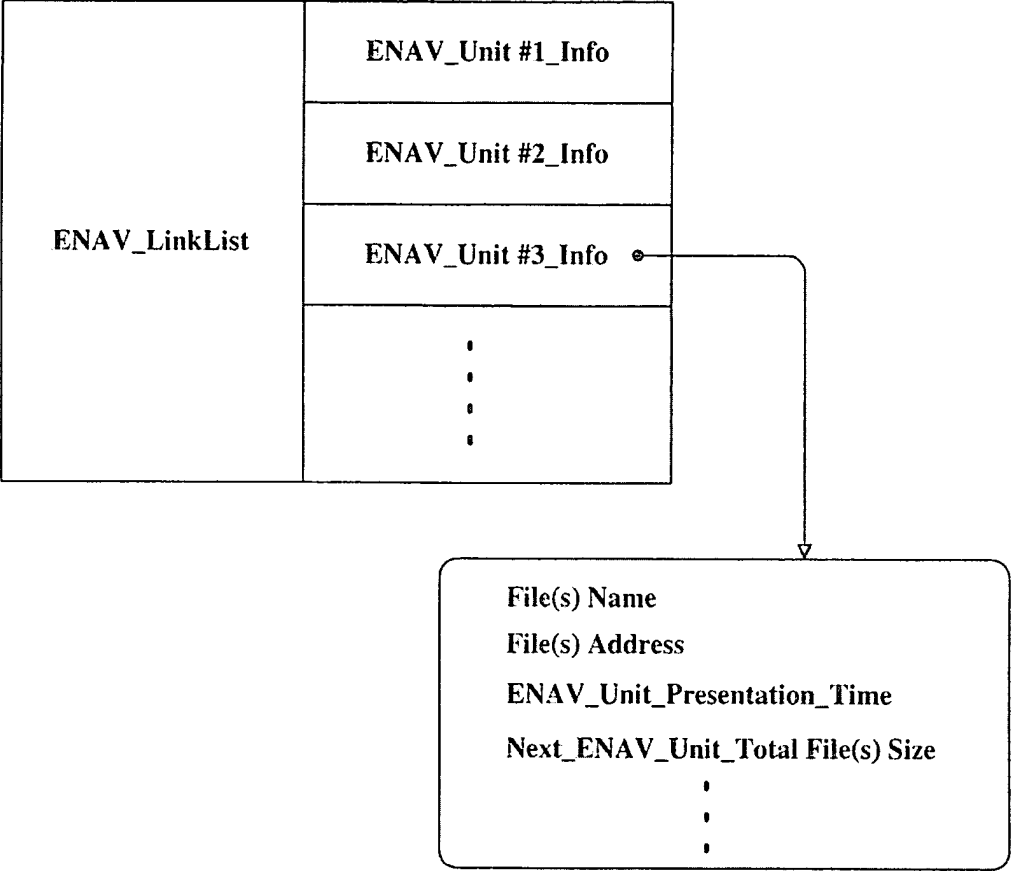 ENAV_LinkList
ENAV_Unit #1_Info
ENAV_Unit #2_Info
ENAV_Unit #3_Info
File(s) Name
File(s) Address
ENAV_Unit_Presentation_Time
Next_ENAV_Unit_Total File(s) Size